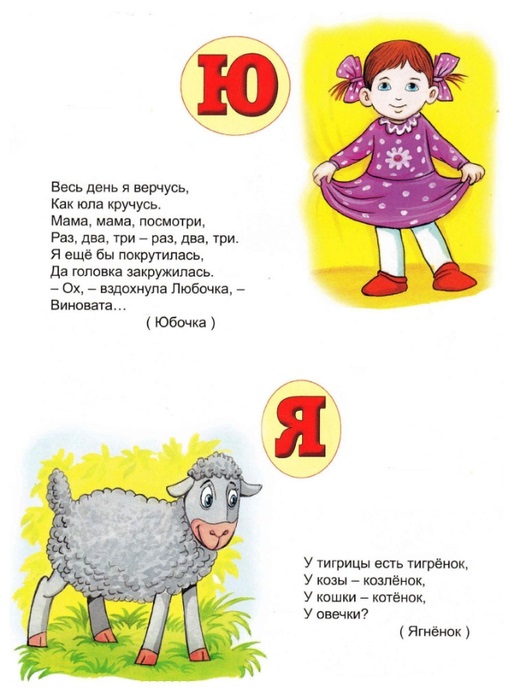 Ю
Весь день я верчусь,
Как юла кручусь.
Мама, мама, посмотри,
Раз, два, три – раз, два, три.
Я ещё бы покрутилась,
Да головка закружилась.
– Ох, – вздохнула Любочка, –
Виновата…
( Юбочка )
Я
У тигрицы есть тигрёнок,
У козы – козлёнок,
У кошки – котёнок,
У овечки?
( Ягнёнок )